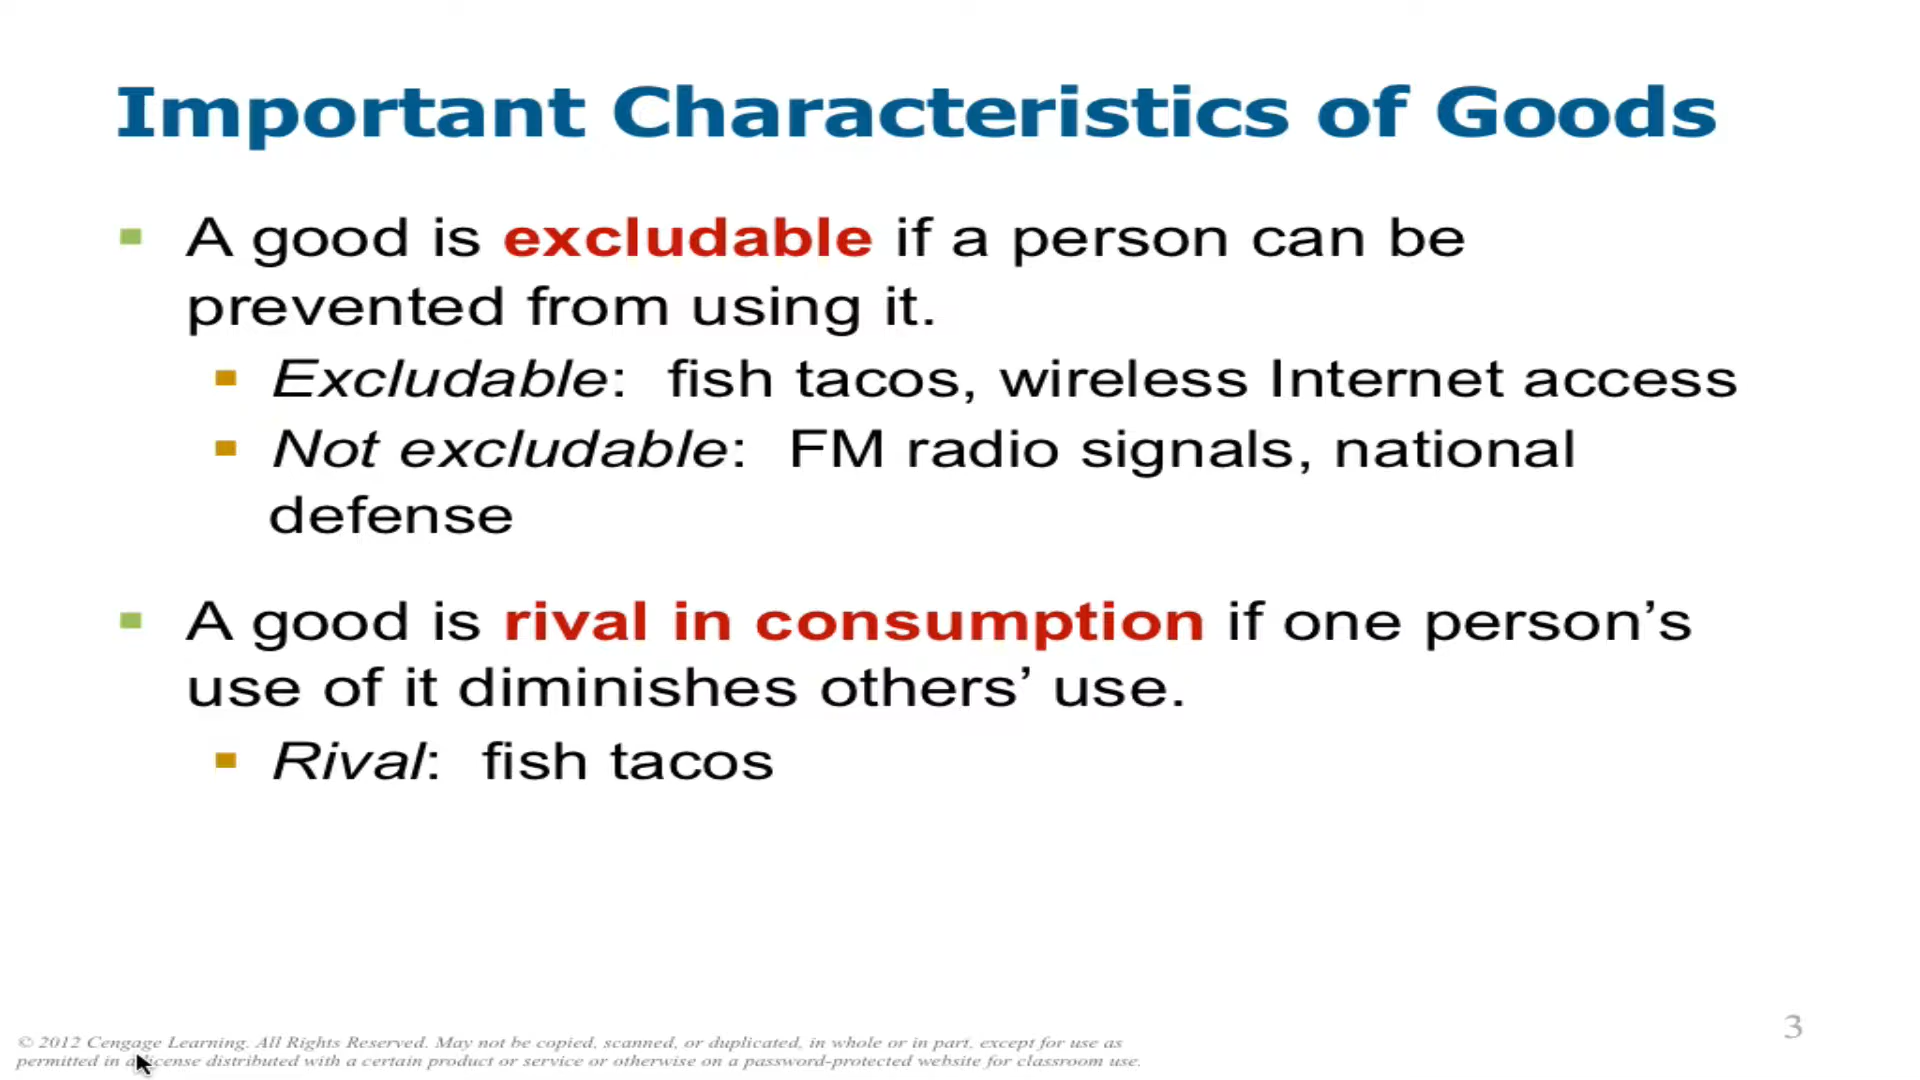 Important Characteristics of Goods
A good is excludable if a person can be
prevented from using it.
Excludable: fish tacos, wireless Internet access
Not excludable: FM radio signals, national
defense
A good is rival in consumption if one person’s
use of it diminishes others’ use.
Rival: fish tacos
© 2012 Cengage Learning. All Rights Reserved. May not be copied, scanned, or duplicated, in whole or in part, except for use as
permitted in a license distributed with a certain product or service or otherwise on a password-protected website for classroom use.
3